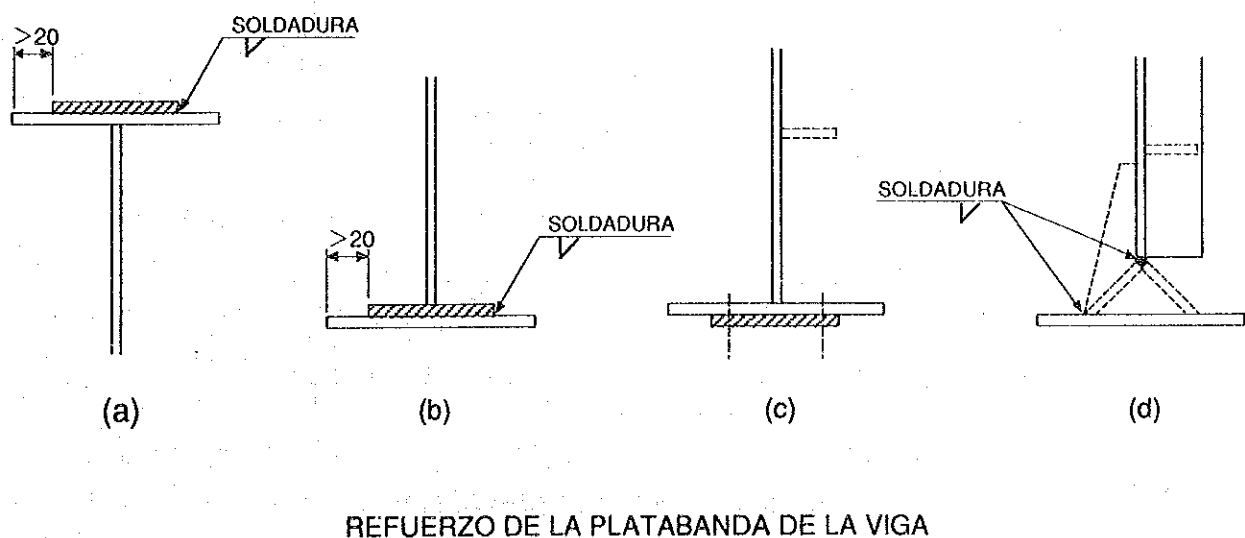 SOLDADURA
>20
SOLDADURA
>20
SOLDADURA
(a)
(b)
(c)
(d)
REFUERZO DE LA PLATABANDA DE LA VIGA